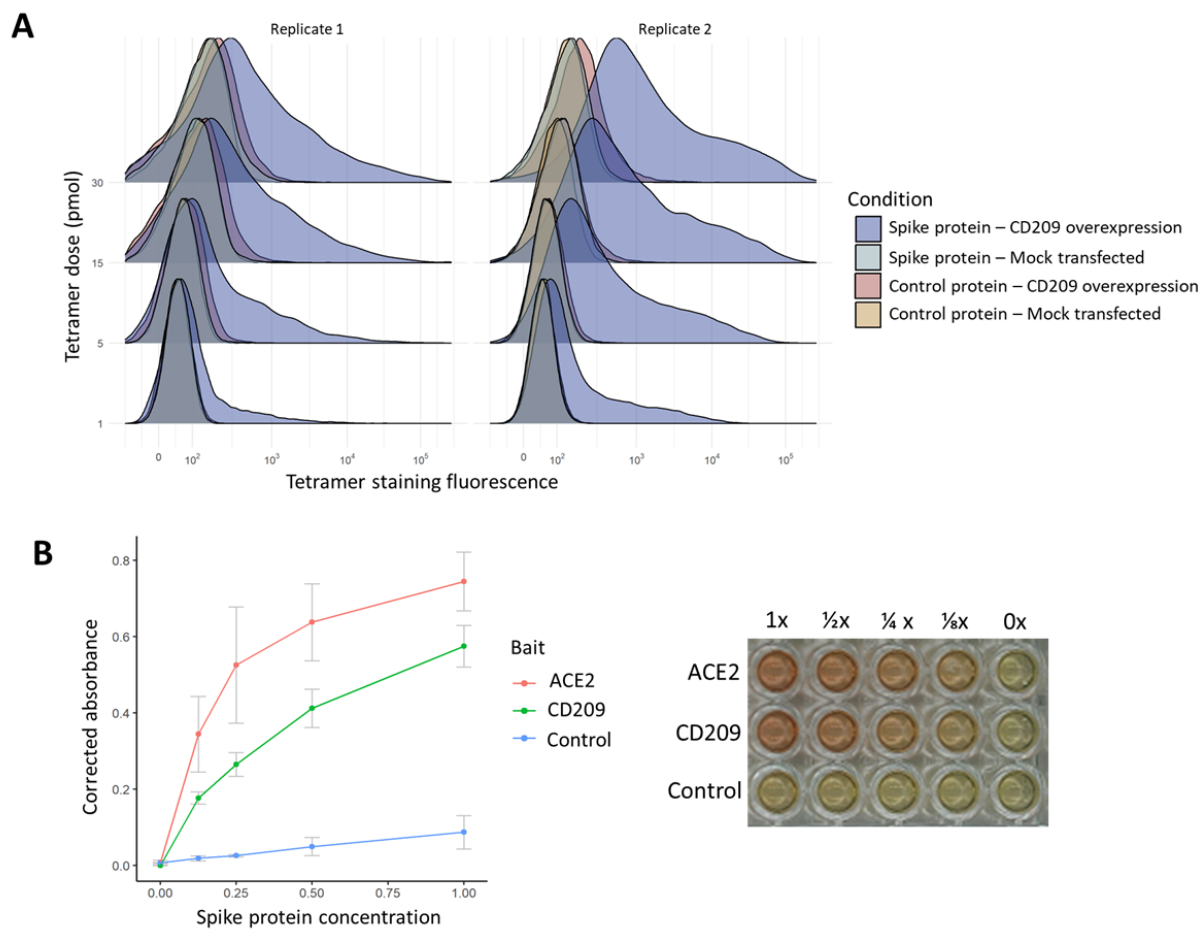 A
Replicate 1
Replicate 2
Tetramer dose (pmol)
30
15
5
1
0 10² 10³ 10⁴ 10⁵
0 10² 10³ 10⁴ 10⁵
Tetramer staining fluorescence
Condition
Spike protein – CD209 overexpression
Spike protein – Mock transfected
Control protein – CD209 overexpression
Control protein – Mock transfected
B
Corrected absorbance
0.8
0.6
0.4
0.2
0.0
0.00 0.25 0.50 0.75 1.00
Spike protein concentration
Bait
ACE2
CD209
Control
1x ½x ¼ x ⅛x 0x
ACE2
CD209
Control